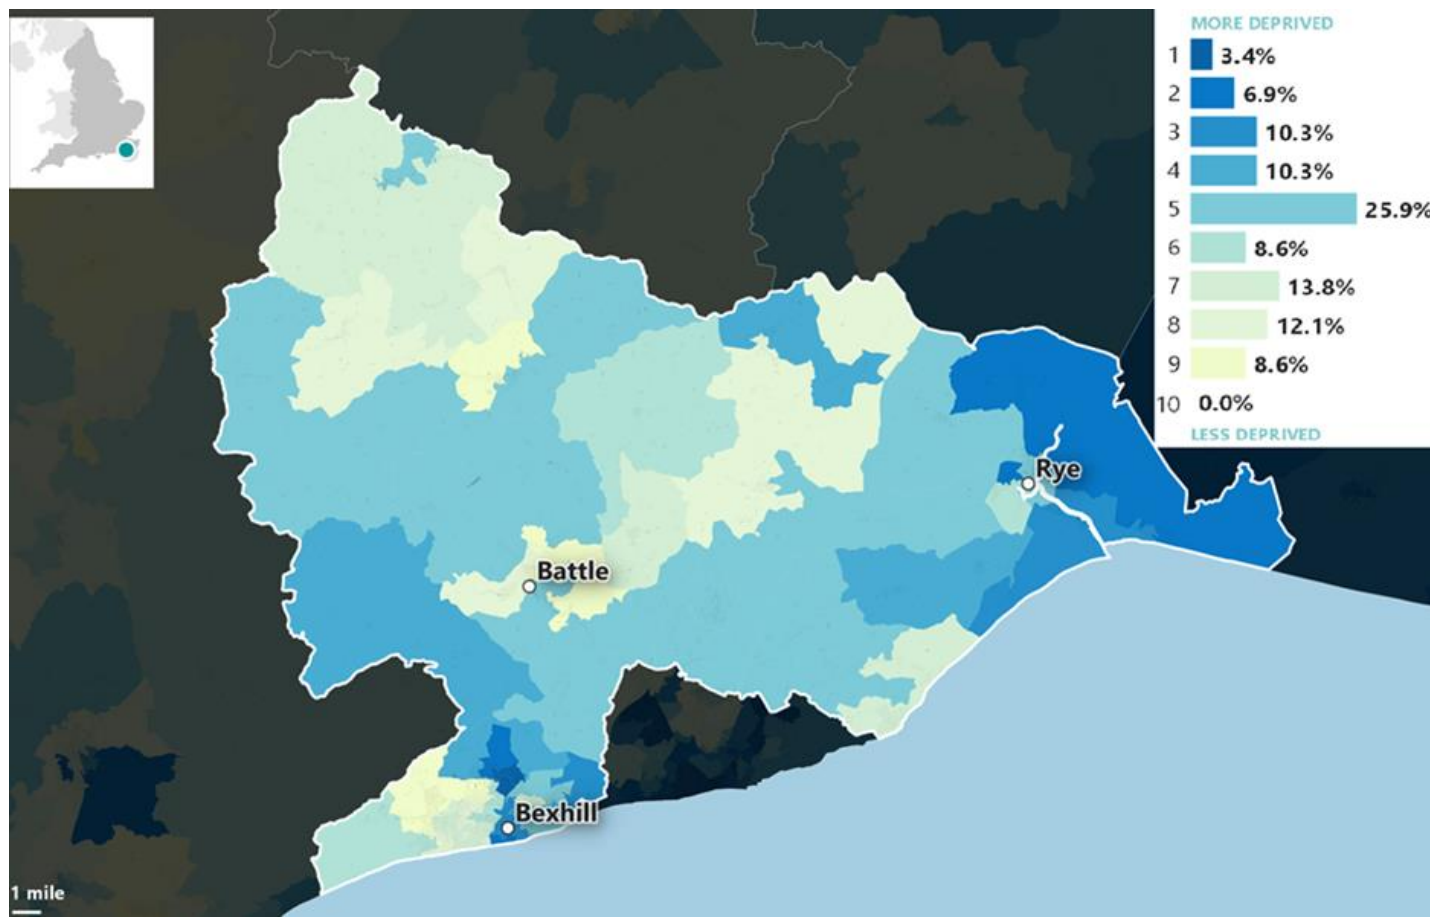 MORE DEPRIVED
1 3.4%
2 6.9%
3 10.3%
4 10.3%
5 25.9%
6 8.6%
7 13.8%
8 12.1%
9 8.6%
10 0.0%
LESS DEPRIVED
Rye
Battle
Bexhill
1 mile